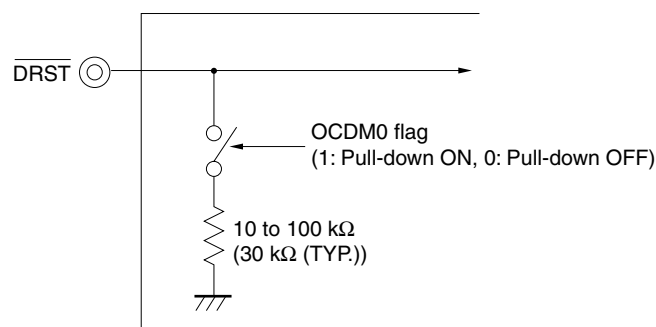 DRST
OCDM0 flag
(1: Pull-down ON, 0: Pull-down OFF)
10 to 100 kΩ
(30 kΩ (TYP.))